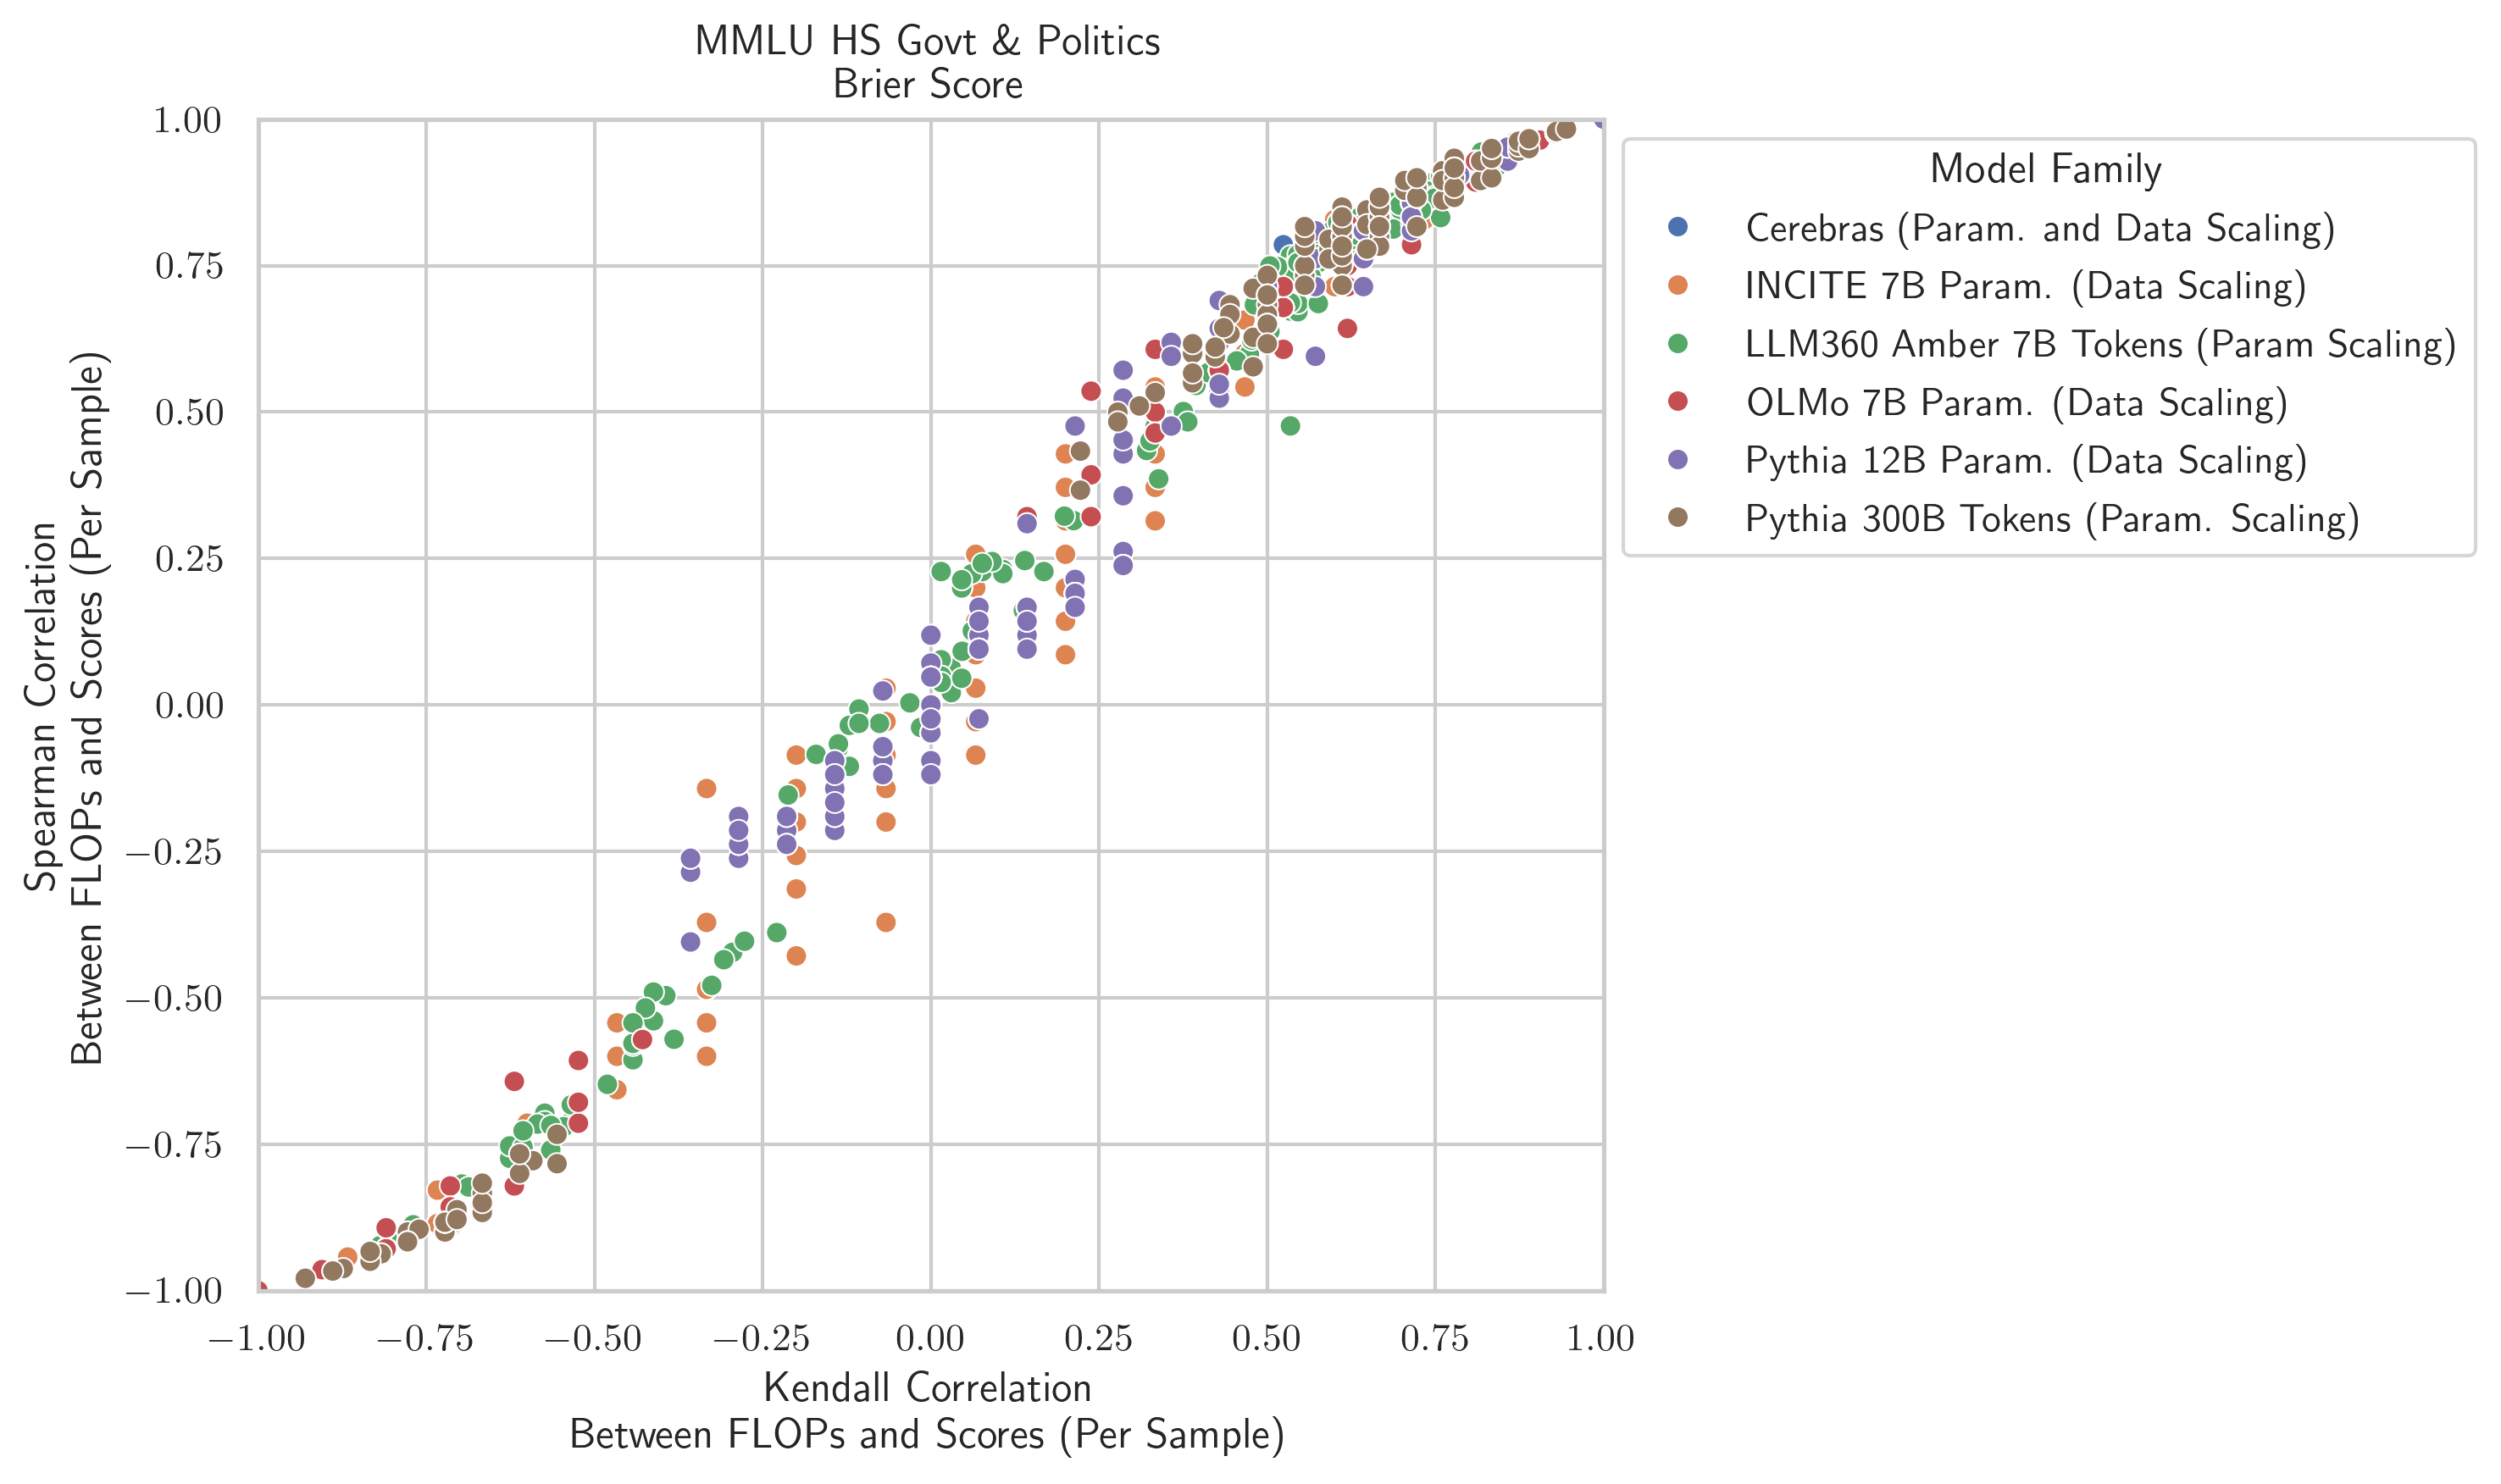 MMLU HS Govt & Politics
Brier Score
Spearman Correlation
Between FLOPs and Scores (Per Sample)
1.00
0.75
0.50
0.25
0.00
−0.25
−0.50
−0.75
−1.00
−1.00 −0.75 −0.50 −0.25 0.00 0.25 0.50 0.75 1.00
Kendall Correlation
Between FLOPs and Scores (Per Sample)
Model Family
Cerebras (Param. and Data Scaling)
INCITE 7B Param. (Data Scaling)
LLM360 Amber 7B Tokens (Param Scaling)
OLMo 7B Param. (Data Scaling)
Pythia 12B Param. (Data Scaling)
Pythia 300B Tokens (Param. Scaling)